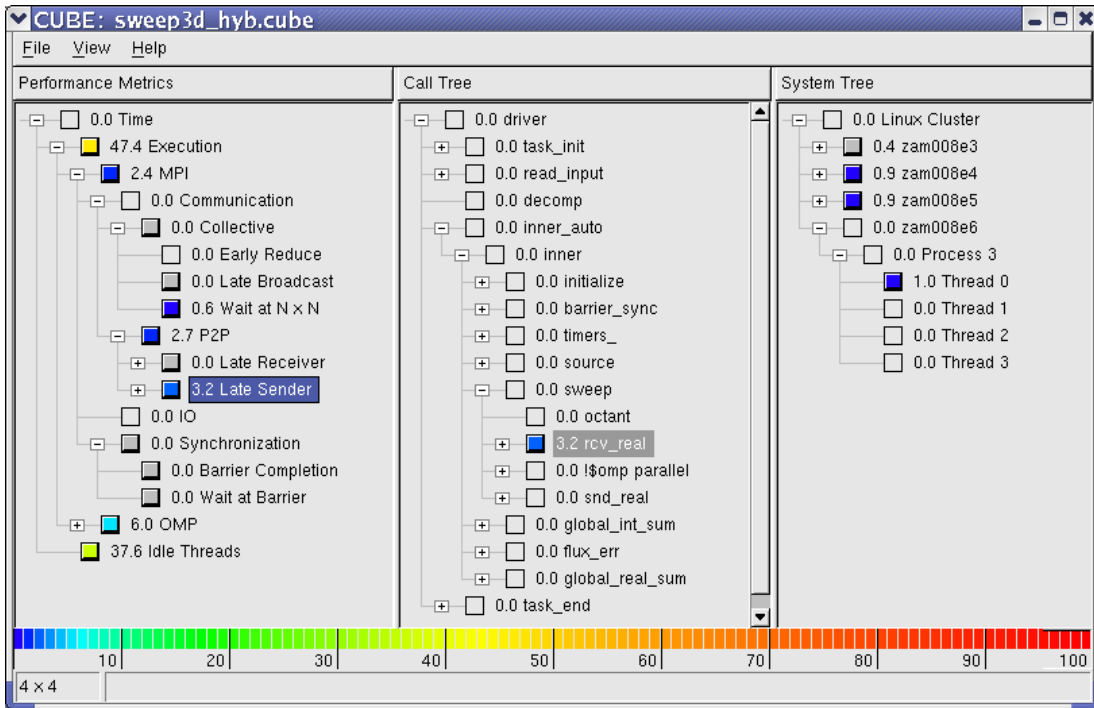 CUBE: sweep3d_hyb.cube
File View Help
Performance Metrics
0.0 Time
47.4 Execution
2.4 MPI
0.0 Communication
0.0 Collective
0.0 Early Reduce
0.0 Late Broadcast
0.6 Wait at N x N
2.7 P2P
0.0 Late Receiver
3.2 Late Sender
0.0 IO
0.0 Synchronization
0.0 Barrier Completion
0.0 Wait at Barrier
6.0 OMP
37.6 Idle Threads
Call Tree
0.0 driver
0.0 task_init
0.0 read_input
0.0 decomp
0.0 inner_auto
0.0 inner
0.0 initialize
0.0 barrier_sync
0.0 timers_
0.0 source
0.0 sweep
0.0 octant
3.2 rcv_real
0.0 !$omp parallel
0.0 snd_real
0.0 global_int_sum
0.0 flux_err
0.0 global_real_sum
0.0 task_end
System Tree
0.0 Linux Cluster
0.4 zam008e3
0.9 zam008e4
0.9 zam008e5
0.0 zam008e6
0.0 Process 3
1.0 Thread 0
0.0 Thread 1
0.0 Thread 2
0.0 Thread 3
10 20 30 40 50 60 70 80 90 100
4 x 4